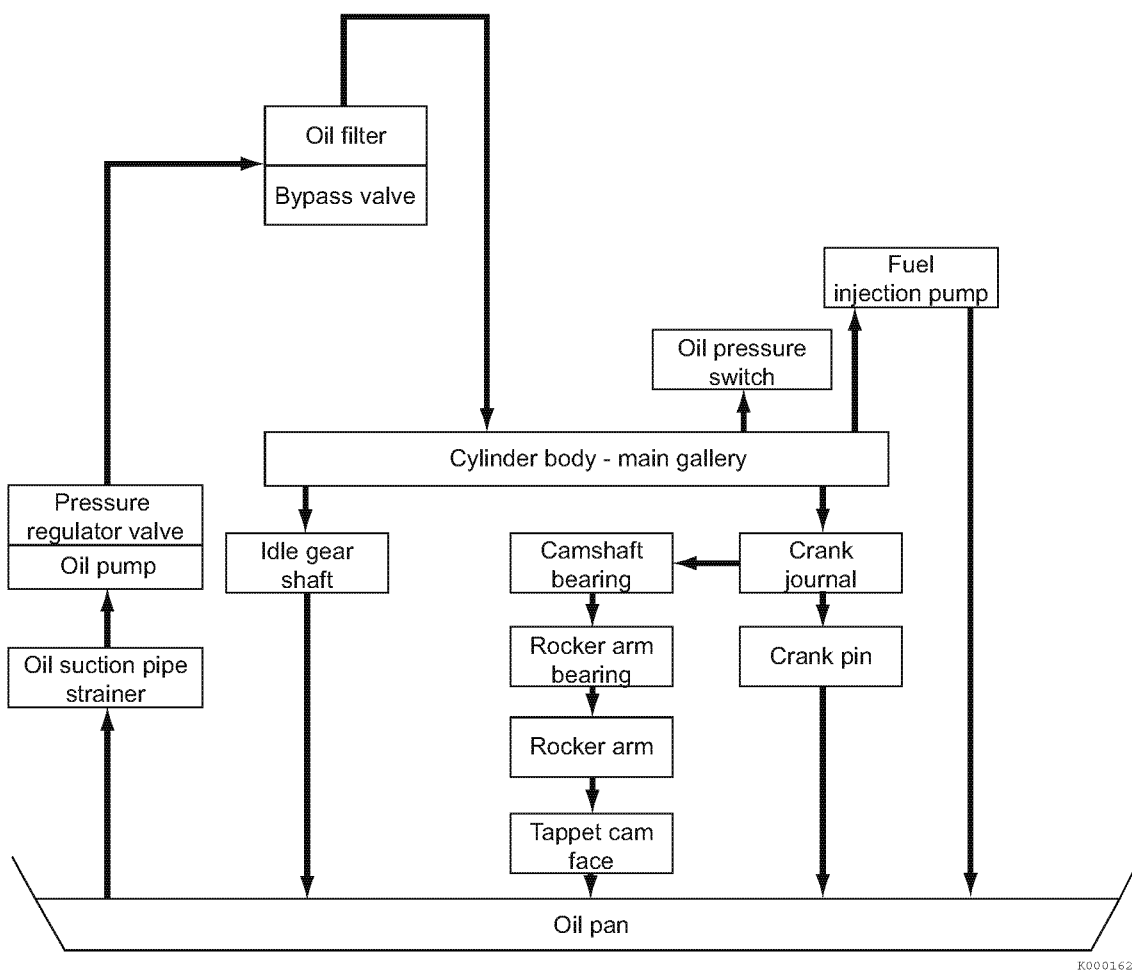 Oil filter
Bypass valve
Fuel
injection pump
Oil pressure
switch
Cylinder body - main gallery
Pressure
regulator valve
Oil pump
Idle gear
shaft
Camshaft
bearing
Crank
journal
Oil suction pipe
strainer
Rocker arm
bearing
Crank pin
Rocker arm
Tappet cam
face
Oil pan
K000162